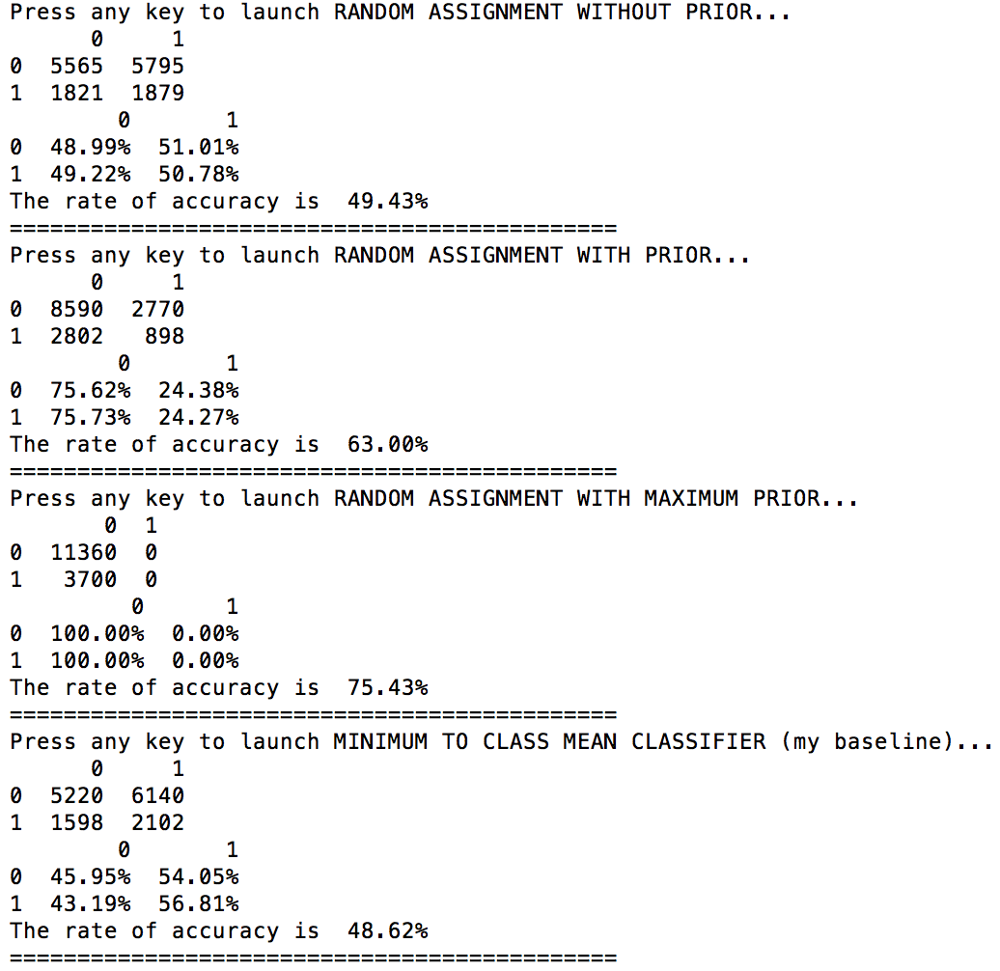 Press any key to launch RANDOM ASSIGNMENT WITHOUT PRIOR...
      0     1
0  5565  5795
1  1821  1879
        0       1
0  48.99%  51.01%
1  49.22%  50.78%
The rate of accuracy is  49.43%
=============================================
Press any key to launch RANDOM ASSIGNMENT WITH PRIOR...
      0     1
0  8590  2770
1  2802   898
        0       1
0  75.62%  24.38%
1  75.73%  24.27%
The rate of accuracy is  63.00%
=============================================
Press any key to launch RANDOM ASSIGNMENT WITH MAXIMUM PRIOR...
       0  1
0  11360  0
1   3700  0
         0      1
0  100.00%  0.00%
1  100.00%  0.00%
The rate of accuracy is  75.43%
=============================================
Press any key to launch MINIMUM TO CLASS MEAN CLASSIFIER (my baseline)...
      0     1
0  5220  6140
1  1598  2102
        0       1
0  45.95%  54.05%
1  43.19%  56.81%
The rate of accuracy is  48.62%
=============================================